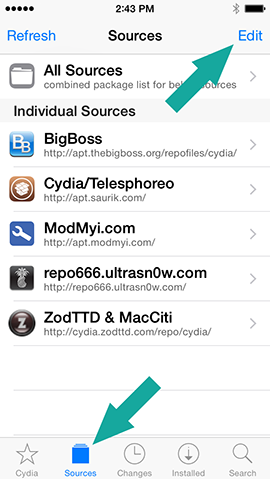 2:43 PM
Refresh Sources Edit
All Sources
combined package list for be sources
Individual Sources
BB
BigBoss
http://apt.thebigboss.org/repofiles/cydia/
Cydia/Telesphoreo
http://apt.saurik.com/
ModMyi.com
http://apt.modmyi.com/
repo666.ultrasn0w.com
http://repo666.ultrasn0w.com/
ZodTTD & MacCiti
http://cydia.zodttd.com/repo/cydia/
Cydia Sources Changes Installed Search